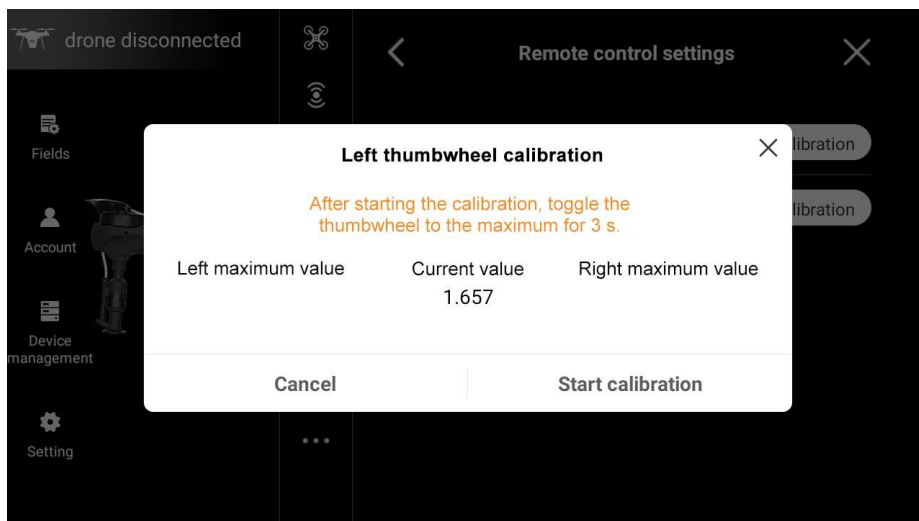 drone disconnected
Remote control settings
Fields
Account
Device
management
Setting
libration
libration
Left thumbwheel calibration
After starting the calibration, toggle the
thumbwheel to the maximum for 3 s.
Left maximum value
Current value
Right maximum value
1.657
Cancel
Start calibration